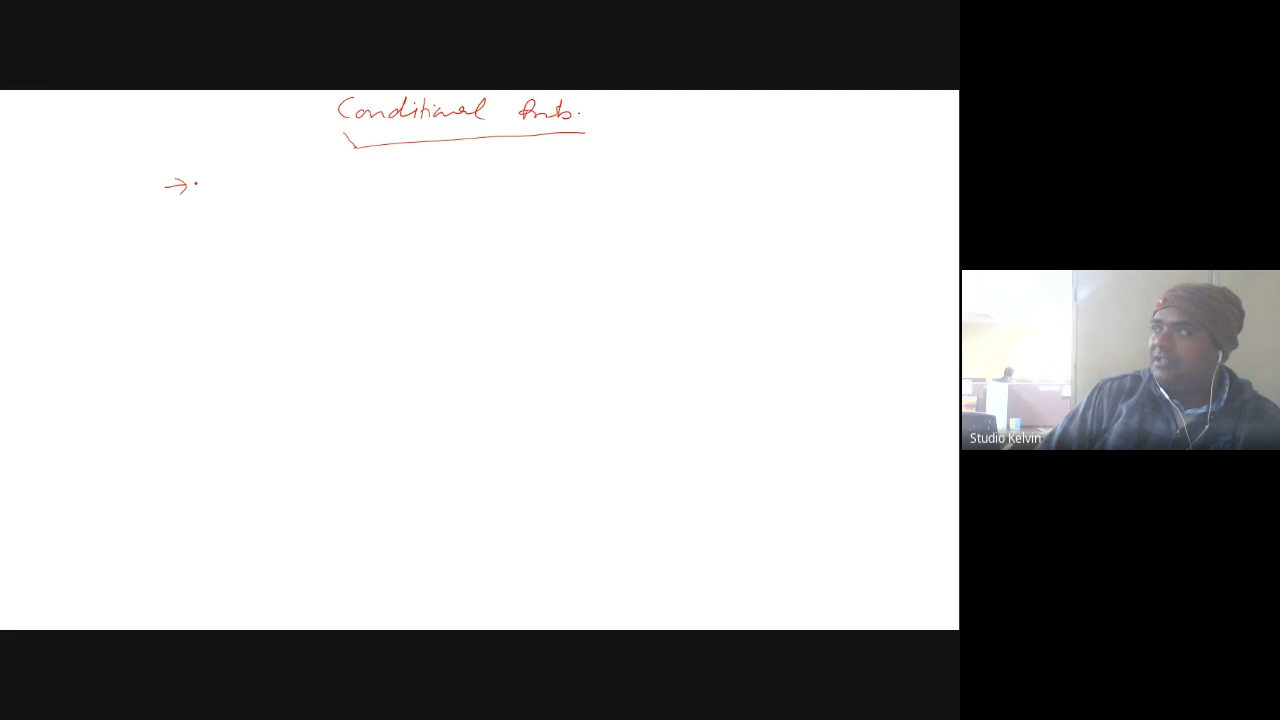 Conditional Prob.
→
Studio Kelvin